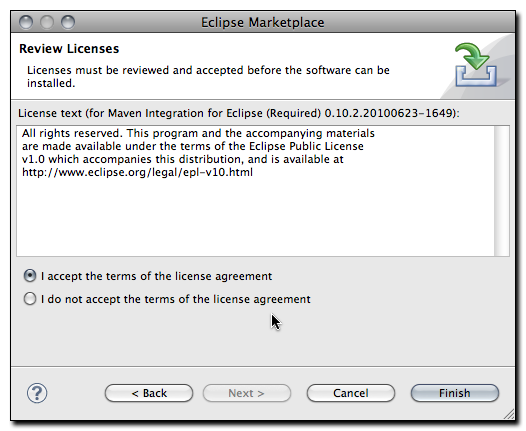 Eclipse Marketplace
Review Licenses
Licenses must be reviewed and accepted before the software can be
installed.
License text (for Maven Integration for Eclipse (Required) 0.10.2.20100623-1649):
All rights reserved. This program and the accompanying materials
are made available under the terms of the Eclipse Public License
v1.0 which accompanies this distribution, and is available at
http://www.eclipse.org/legal/epl-v10.html
I accept the terms of the license agreement
I do not accept the terms of the license agreement
? < Back Next > Cancel Finish